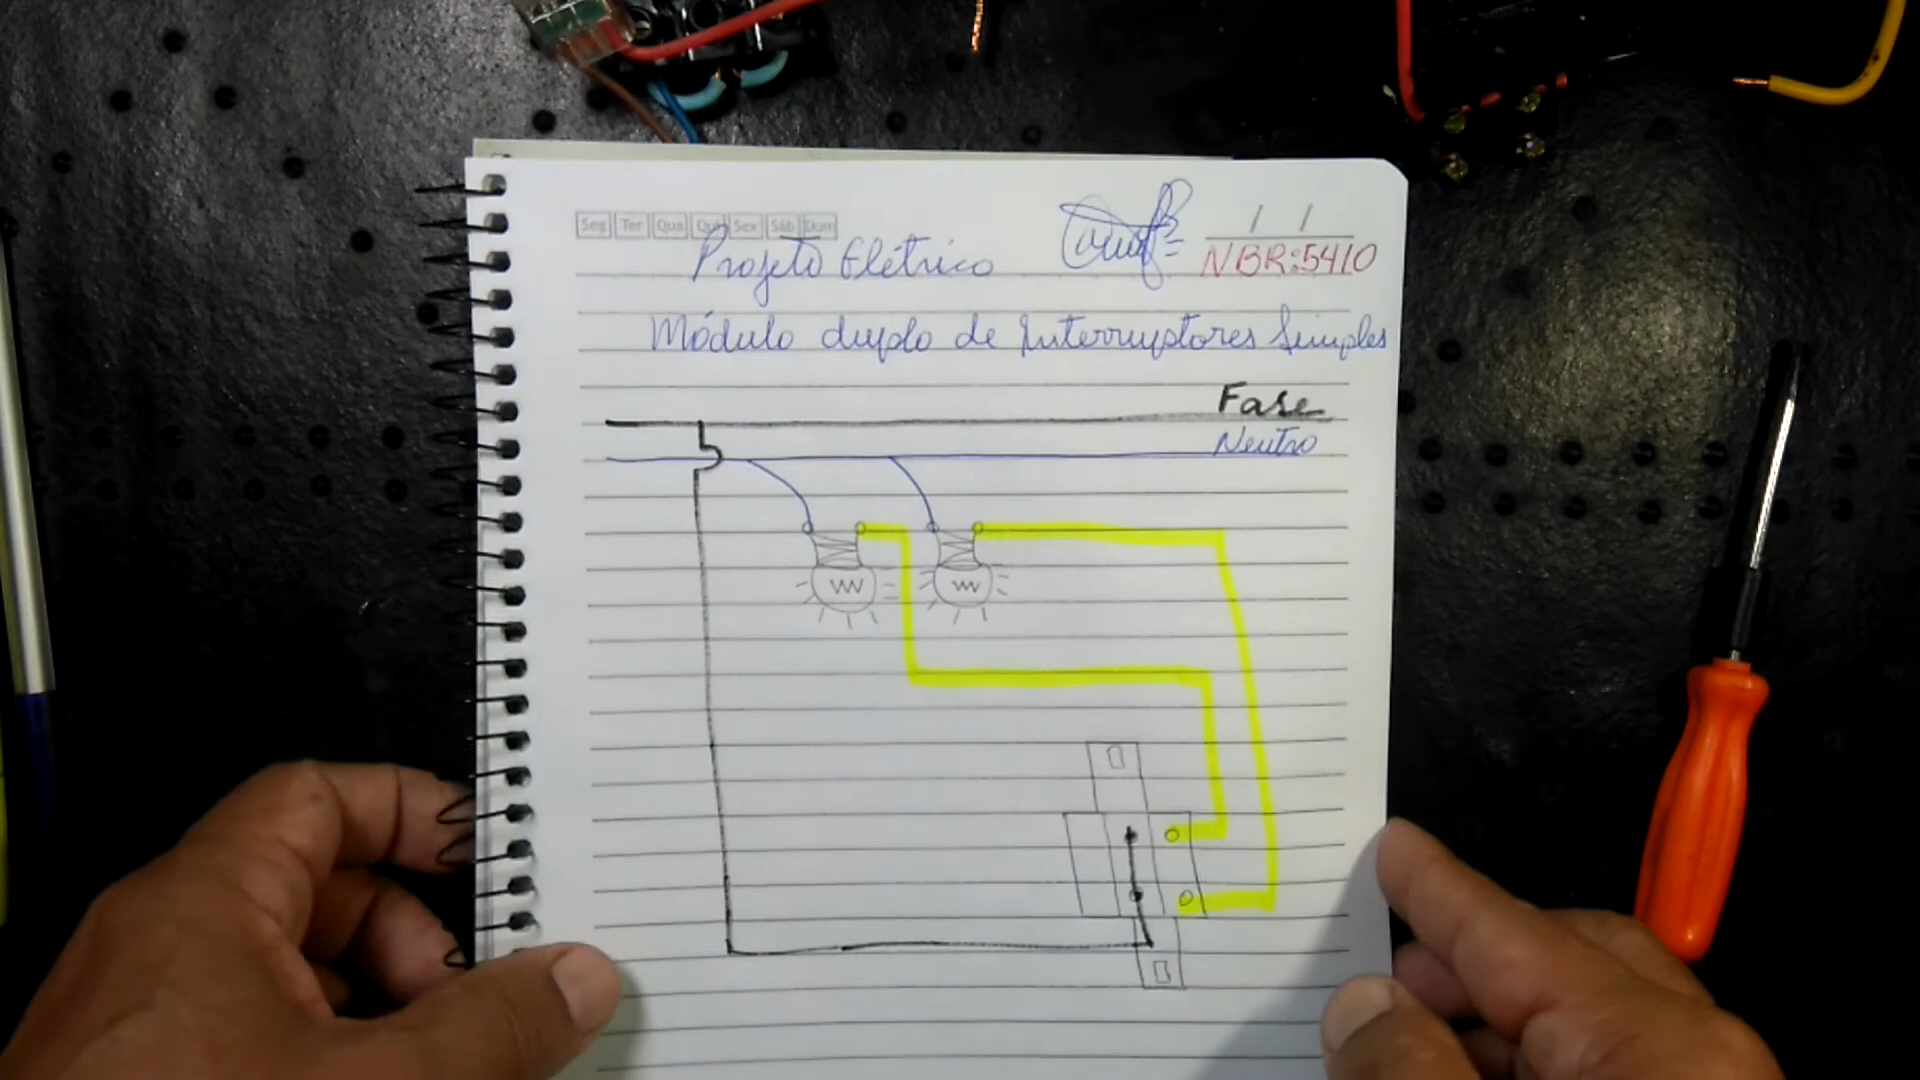 Seg Ter Qua Qui Sex Sáb Dom
/ /
Projeto Elétrico
NBR:5410
Módulo duplo de Interruptores Simples
Fase
Neutro